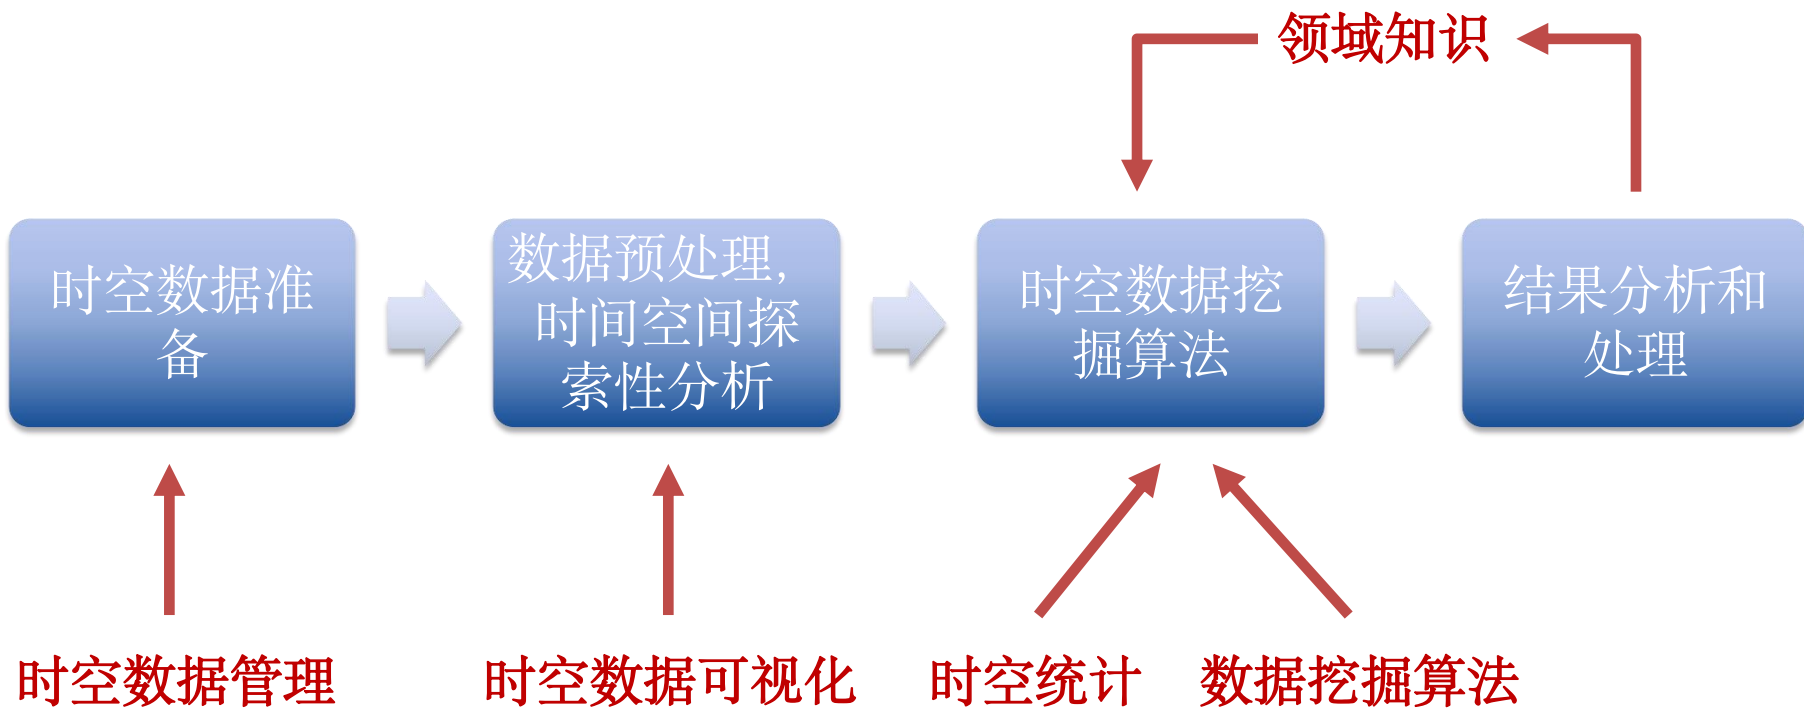 领域知识
时空数据准
备
数据预处理,
时间空间探
索性分析
时空数据挖
掘算法
结果分析和
处理
时空数据管理
时空数据可视化
时空统计
数据挖掘算法